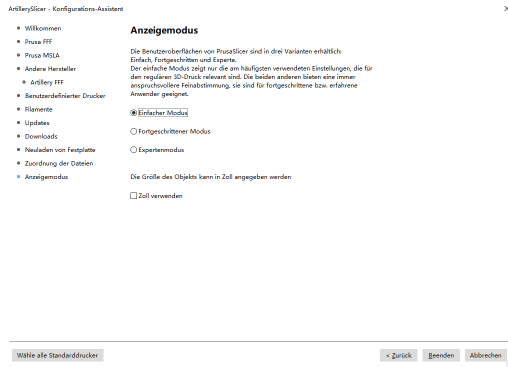 ArtillerySlicer - Konfigurations-Assistent
Willkommen
Prusa FFF
Prusa MSLA
Andere Hersteller
Artillery FFF
Benutzerdefinierter Drucker
Filamente
Updates
Downloads
Neuladen von Festplatte
Zuordnung der Dateien
Anzeigemodus
Anzeigemodus
Die Benutzeroberflächen von PrusaSlicer sind in drei Varianten erhältlich:
Einfach, Fortgeschritten und Experte.
Der einfache Modus zeigt nur die am häufigsten verwendeten Einstellungen, die für
den regulären 3D-Druck relevant sind. Die beiden anderen bieten eine immer
anspruchsvollere Feinabstimmung, sie sind für fortgeschrittene bzw. erfahrene
Anwender geeignet.
Einfacher Modus
Fortgeschrittener Modus
Expertenmodus
Die Größe des Objekts kann in Zoll angegeben werden
Zoll verwenden
Wähle alle Standarddrucker
< Zurück
Beenden
Abbrechen